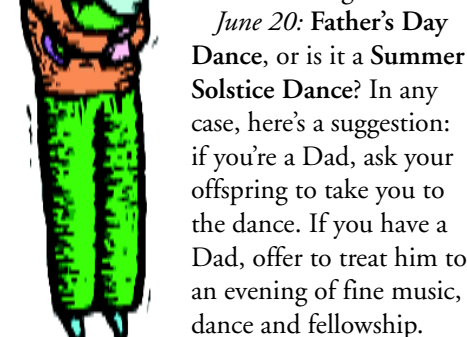 June 20: Father's Day
Dance, or is it a Summer
Solstice Dance? In any
case, here's a suggestion:
if you're a Dad, ask your
offspring to take you to
the dance. If you have a
Dad, offer to treat him to
an evening of fine music,
dance and fellowship.